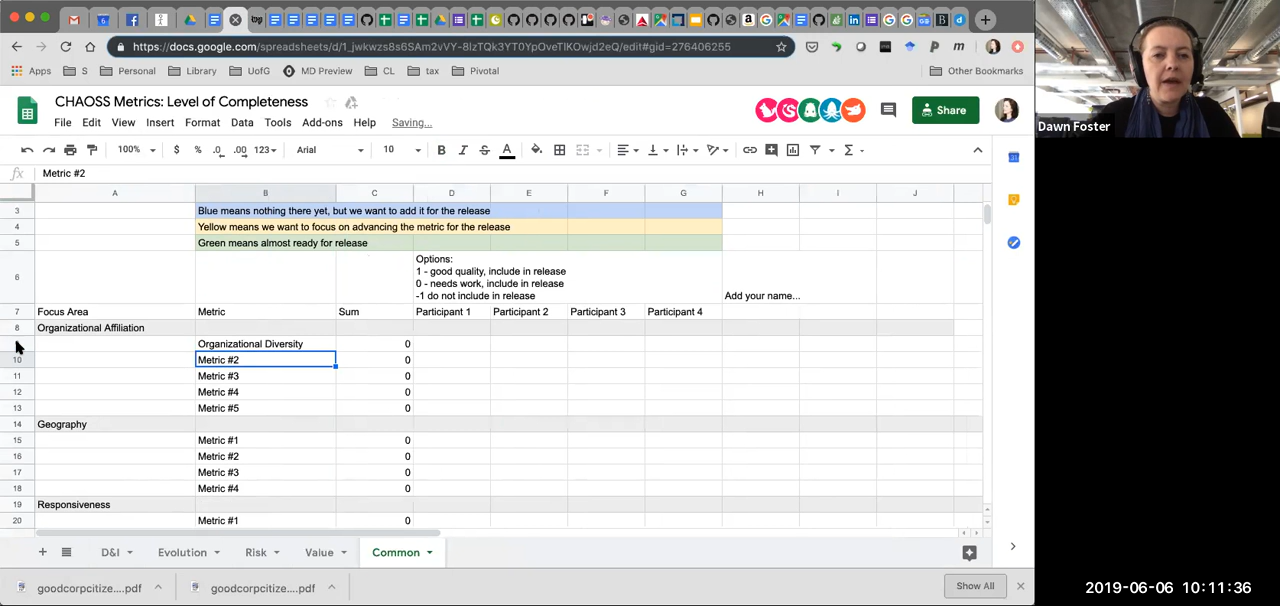 https://docs.google.com/spreadsheets/d/1_jwkwzs8s6SAm2vVY-8lzTQk3YT0YpOveTlKOwjd2eQ/edit#gid=276406255
Apps S Personal Library UofG MD Preview CL tax Pivotal Other Bookmarks
CHAOSS Metrics: Level of Completeness
File Edit View Insert Format Data Tools Add-ons Help Saving...
Share
100% $ % .0 .00 123 Arial 10 B I S A
fx Metric #2
A B C D E F G H I J
3 Blue means nothing there yet, but we want to add it for the release
4 Yellow means we want to focus on advancing the metric for the release
5 Green means almost ready for release
Options:
1 - good quality, include in release
6 0 - needs work, include in release
-1 do not include in release Add your name...
7 Focus Area Metric Sum Participant 1 Participant 2 Participant 3 Participant 4
8 Organizational Affiliation
Organizational Diversity 0
10 Metric #2 0
11 Metric #3 0
12 Metric #4 0
13 Metric #5 0
14 Geography
15 Metric #1 0
16 Metric #2 0
17 Metric #3 0
18 Metric #4 0
19 Responsiveness
20 Metric #1 0
D&I Evolution Risk Value Common
goodcorpcitize....pdf goodcorpcitize....pdf Show All
Dawn Foster
2019-06-06 10:11:36